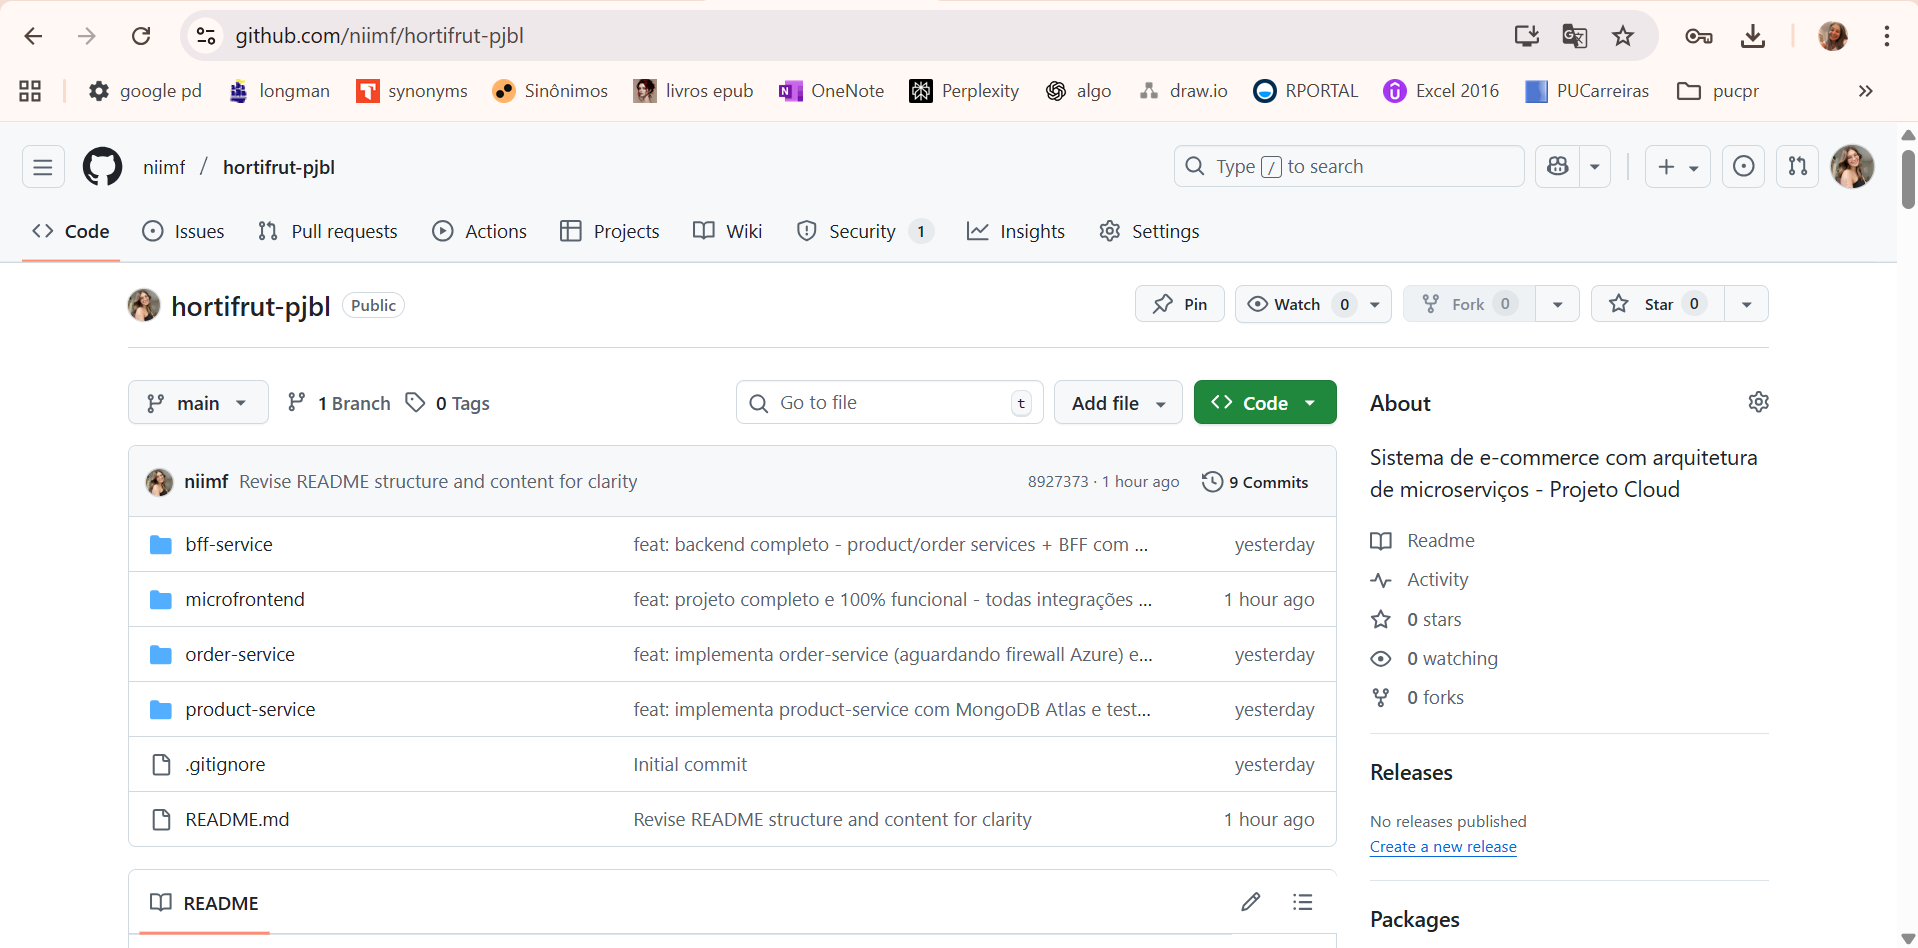 github.com/niimf/hortifrut-pjbl
google pd longman synonyms Sinônimos livros epub OneNote Perplexity algo draw.io RPORTAL Excel 2016 PUCarreiras pucpr
niimf / hortifrut-pjbl
Type / to search
Code Issues Pull requests Actions Projects Wiki Security 1 Insights Settings
hortifrut-pjbl Public
Pin Watch 0 Fork 0 Star 0
main 1 Branch 0 Tags
Go to file t
Add file
Code
niimf Revise README structure and content for clarity 8927373 · 1 hour ago 9 Commits
bff-service feat: backend completo - product/order services + BFF com ... yesterday
microfrontend feat: projeto completo e 100% funcional - todas integrações ... 1 hour ago
order-service feat: implementa order-service (aguardando firewall Azure) e... yesterday
product-service feat: implementa product-service com MongoDB Atlas e test... yesterday
.gitignore Initial commit yesterday
README.md Revise README structure and content for clarity 1 hour ago
README
About
Sistema de e-commerce com arquitetura
de microserviços - Projeto Cloud
Readme
Activity
0 stars
0 watching
0 forks
Releases
No releases published
Create a new release
Packages